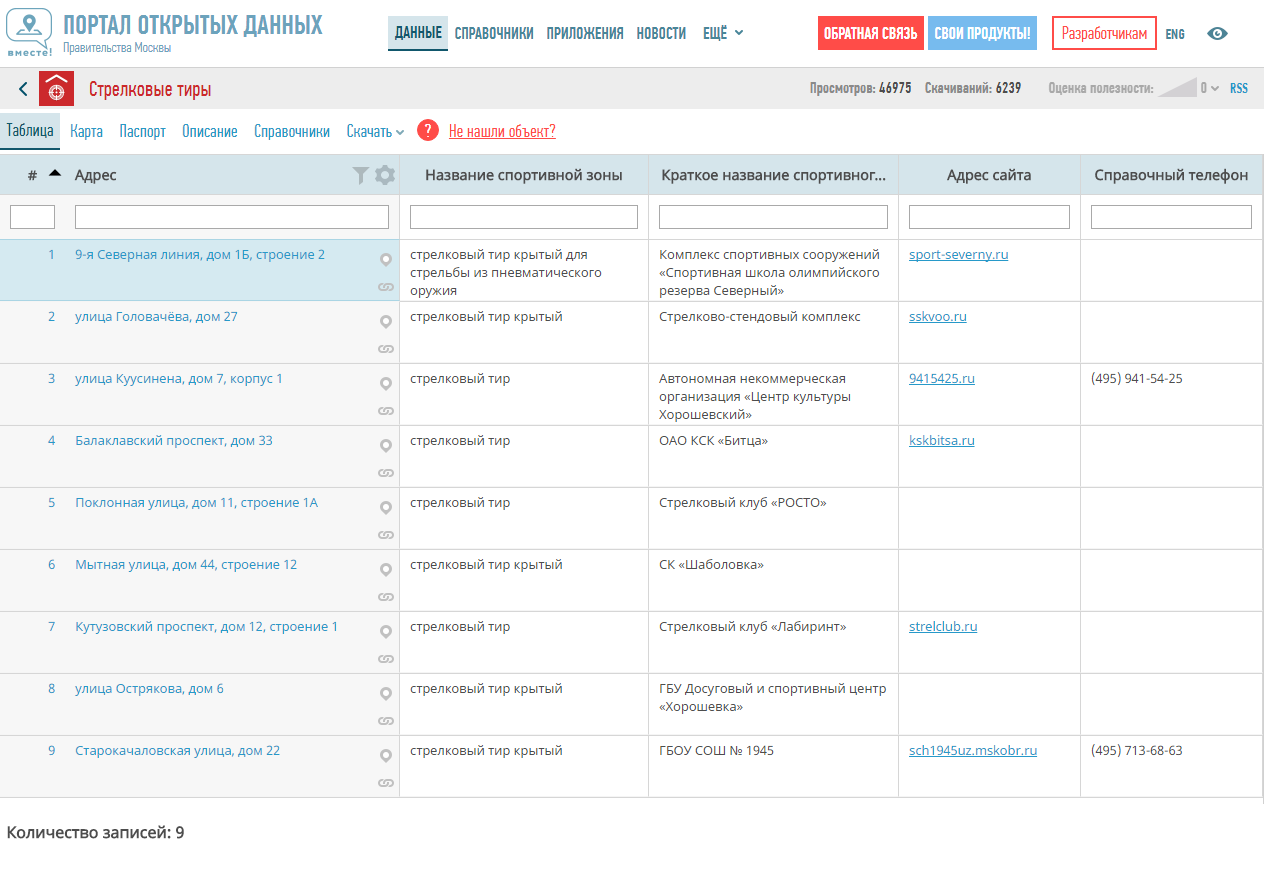 вместе!
ПОРТАЛ ОТКРЫТЫХ ДАННЫХ
Правительства Москвы
ДАННЫЕ СПРАВОЧНИКИ ПРИЛОЖЕНИЯ НОВОСТИ ЕЩЁ
ОБРАТНАЯ СВЯЗЬ СВОИ ПРОДУКТЫ! Разработчикам ENG
Стрелковые тиры
Просмотров: 46975 Скачиваний: 6239 Оценка полезности: 0 RSS
Таблица Карта Паспорт Описание Справочники Скачать ? Не нашли объект?
# Адрес Название спортивной зоны Краткое название спортивног... Адрес сайта Справочный телефон
1 9-я Северная линия, дом 1Б, строение 2 стрелковый тир крытый для Комплекс спортивных сооружений sport-severny.ru
стрельбы из пневматического «Спортивная школа олимпийского
оружия резерва Северный»
2 улица Головачёва, дом 27 стрелковый тир крытый Стрелково-стендовый комплекс sskvoo.ru
3 улица Куусинена, дом 7, корпус 1 стрелковый тир Автономная некоммерческая 9415425.ru (495) 941-54-25
организация «Центр культуры
Хорошевский»
4 Балаклавский проспект, дом 33 стрелковый тир ОАО КСК «Битца» kskbitsa.ru
5 Поклонная улица, дом 11, строение 1А стрелковый тир Стрелковый клуб «РОСТО»
6 Мытная улица, дом 44, строение 12 стрелковый тир крытый СК «Шаболовка»
7 Кутузовский проспект, дом 12, строение 1 стрелковый тир Стрелковый клуб «Лабиринт» strelclub.ru
8 улица Острякова, дом 6 стрелковый тир крытый ГБУ Досуговый и спортивный центр
«Хорошевка»
9 Старокачаловская улица, дом 22 стрелковый тир крытый ГБОУ СОШ № 1945 sch1945uz.mskobr.ru (495) 713-68-63
Количество записей: 9